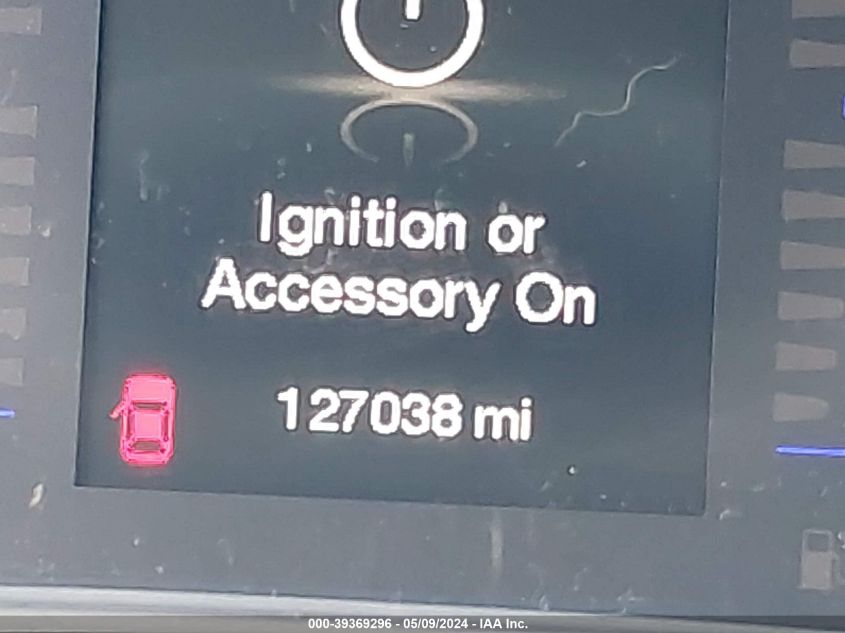 Ignition or
Accessory On
127038 mi
000-39369296 - 05/09/2024 - IAA Inc.